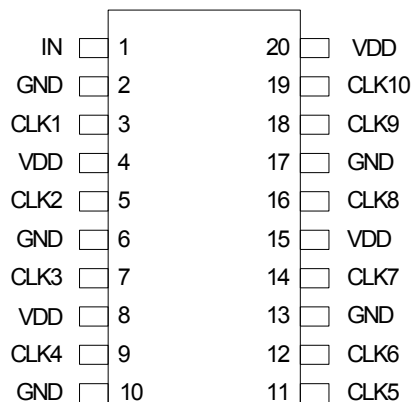 IN 1 20 VDD
GND 2 19 CLK10
CLK1 3 18 CLK9
VDD 4 17 GND
CLK2 5 16 CLK8
GND 6 15 VDD
CLK3 7 14 CLK7
VDD 8 13 GND
CLK4 9 12 CLK6
GND 10 11 CLK5